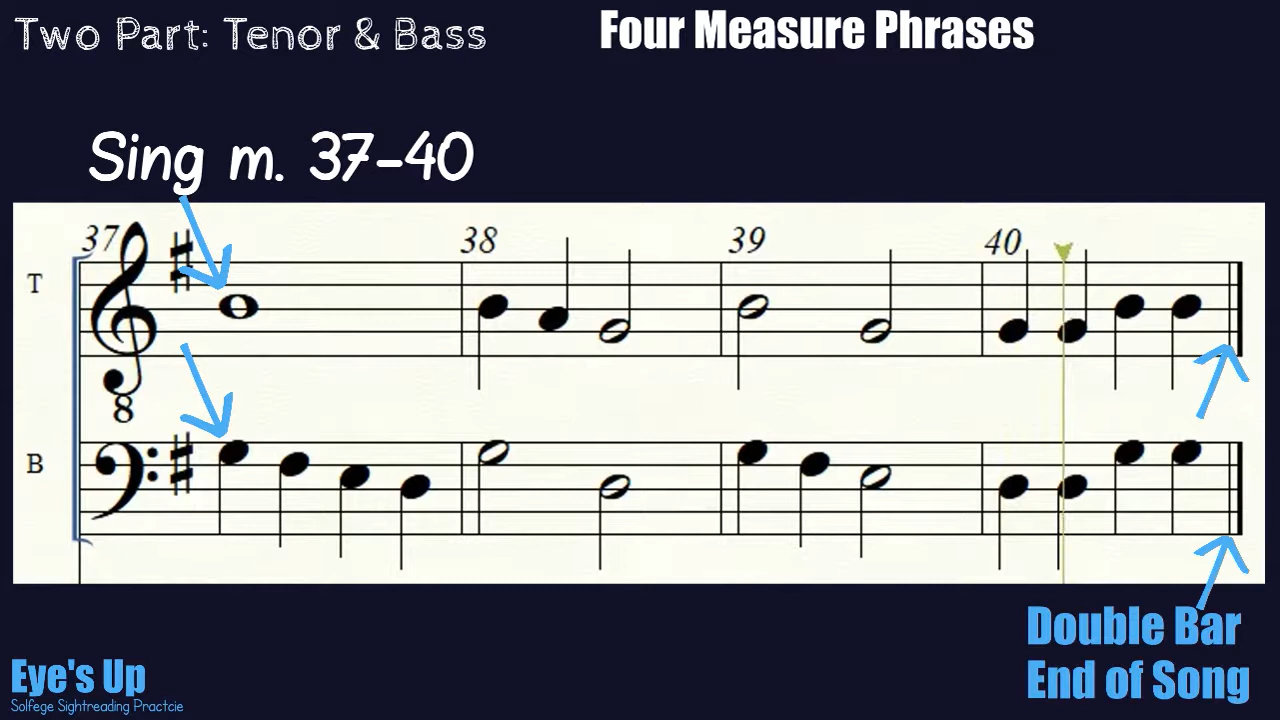 Two Part: Tenor & Bass
Four Measure Phrases
Sing m. 37-40
37 38 39 40
T
8
B
Double Bar
End of Song
Eye's Up
Solfege Sightreading Practcie